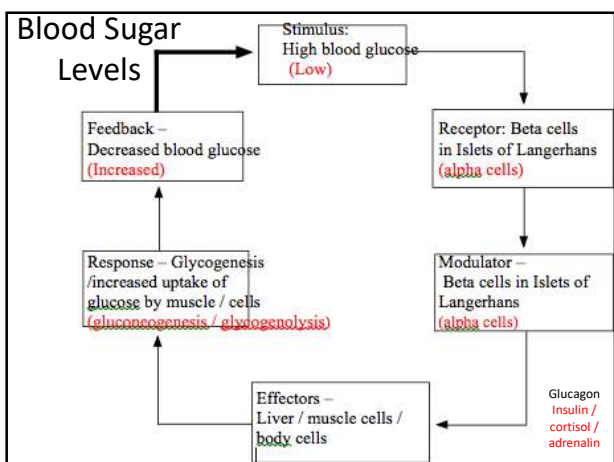 Blood Sugar
Levels
Stimulus:
High blood glucose
(Low)
Receptor: Beta cells
in Islets of Langerhans
(alpha cells)
Modulator –
Beta cells in Islets of
Langerhans
(alpha cells)
Effectors –
Liver / muscle cells /
body cells
Glucagon
Insulin /
cortisol /
adrenalin
Response – Glycogenesis
/increased uptake of
glucose by muscle / cells
(gluconeogenesis / glycogenolysis)
Feedback –
Decreased blood glucose
(Increased)